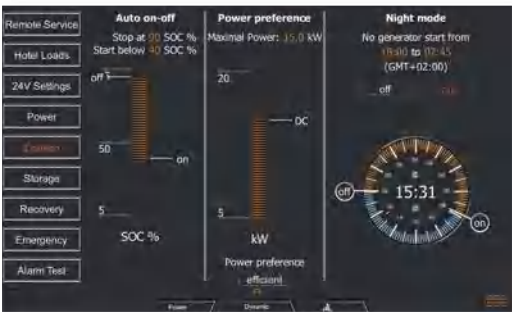 Remote Service
Hotel Loads
24V Settings
Power
Storage
Recovery
Emergency
Alarm Test
Auto on-off
Stop at 90 SOC %
Start below 40 SOC %
off
50
on
5
SOC %
Power preference
Maximal Power: 15.0 kW
20
DC
5
kW
Power preference
efficient
Night mode
No generator start from
to 02:45
(GMT+02:00)
off
off
15:31
on
Power
Dynamic